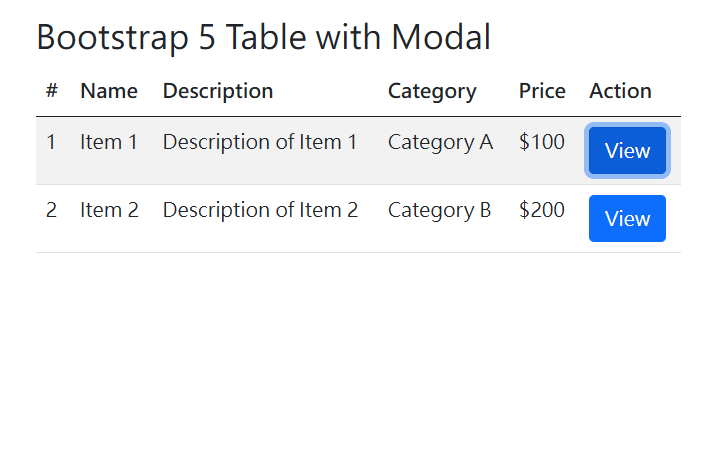 Bootstrap 5 Table with Modal
# Name Description Category Price Action
1 Item 1 Description of Item 1 Category A $100 View
2 Item 2 Description of Item 2 Category B $200 View